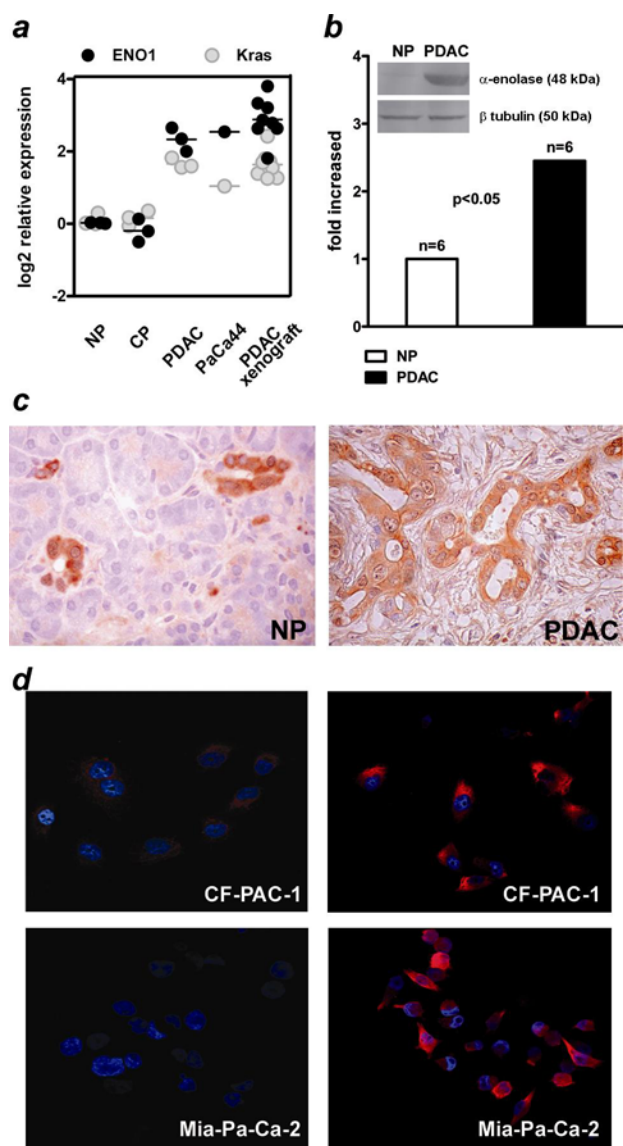 a
ENO1 Kras
log2 relative expression
4
2
0
-2
NP
CP
PDAC
PaCa44
PDAC
xenograft
b
fold increased
4
3
2
1
0
NP PDAC
α-enolase (48 kDa)
β tubulin (50 kDa)
n=6
p<0.05
n=6
NP
PDAC
c
NP
PDAC
d
CF-PAC-1
CF-PAC-1
Mia-Pa-Ca-2
Mia-Pa-Ca-2